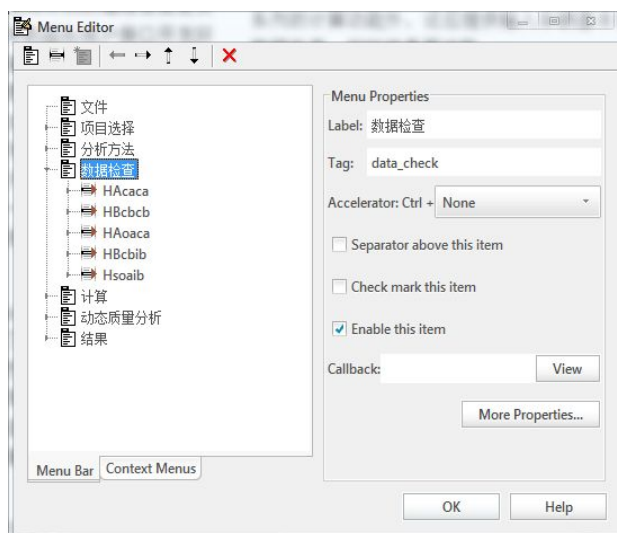 Menu Editor
文件
项目选择
分析方法
数据检查
HAcaca
HBcbcb
HAoaca
HBcbib
Hsoaib
计算
动态质量分析
结果
Menu Bar
Context Menus
Menu Properties
Label: 数据检查
Tag: data_check
Accelerator: Ctrl + None
Separator above this item
Check mark this item
Enable this item
Callback: View
More Properties...
OK
Help